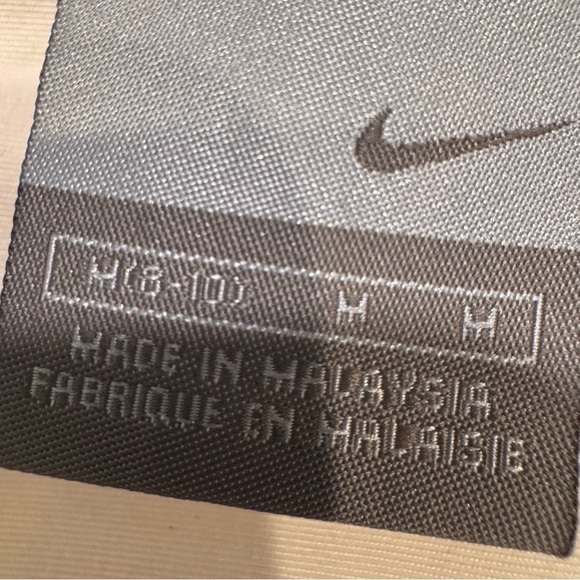 M(8-10) M M
MADE IN MALAYSIA
FABRIQUE EN MALAISIE